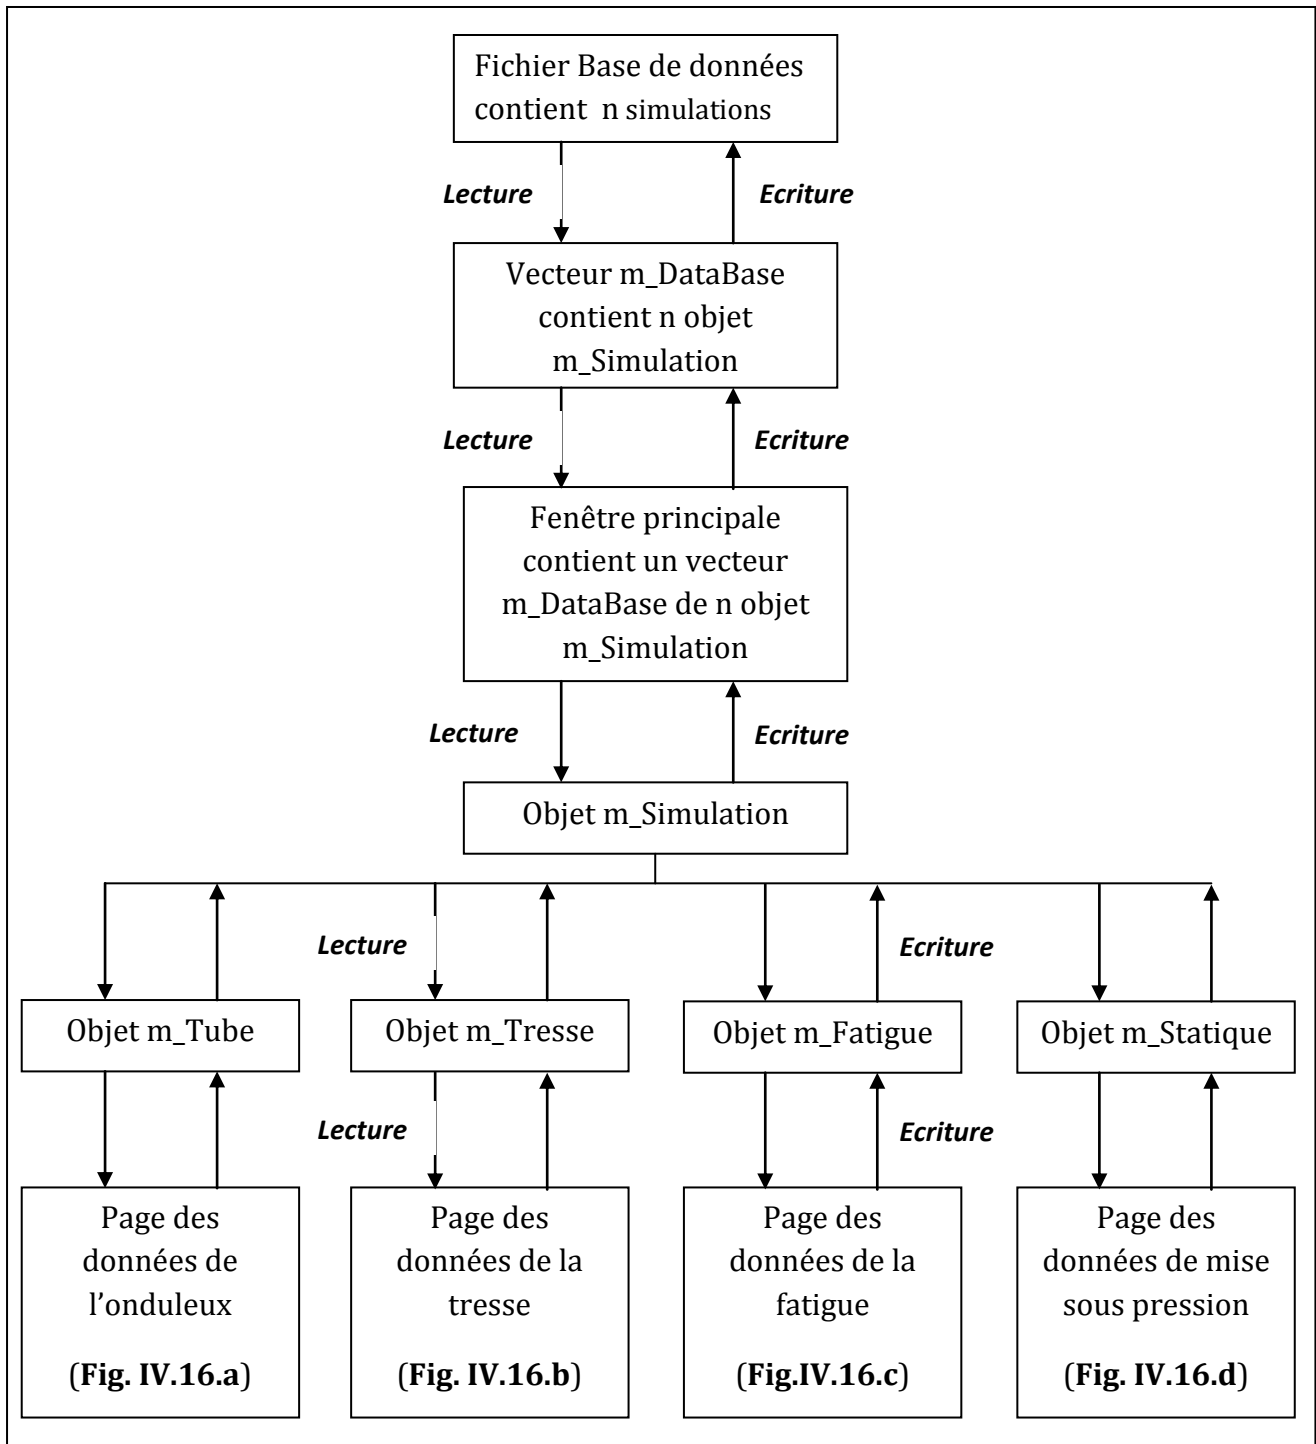 Fichier Base de données
contient n simulations
Lecture
Ecriture
Vecteur m_DataBase
contient n objet
m_Simulation
Lecture
Ecriture
Fenêtre principale
contient un vecteur
m_DataBase de n objet
m_Simulation
Lecture
Ecriture
Objet m_Simulation
Lecture
Ecriture
Objet m_Tube
Objet m_Tresse
Objet m_Fatigue
Objet m_Statique
Lecture
Ecriture
Page des
données de
l’onduleux
(Fig. IV.16.a)
Page des
données de la
tresse
(Fig. IV.16.b)
Page des
données de la
fatigue
(Fig.IV.16.c)
Page des
données de mise
sous pression
(Fig. IV.16.d)